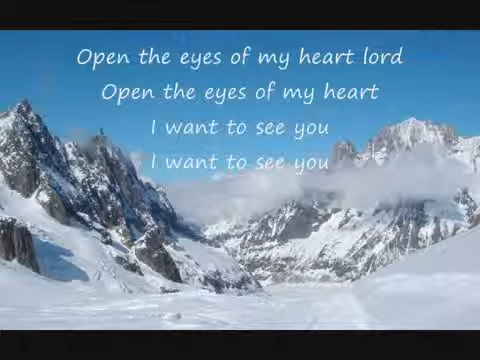 Open the eyes of my heart lord
Open the eyes of my heart
I want to see you
I want to see you